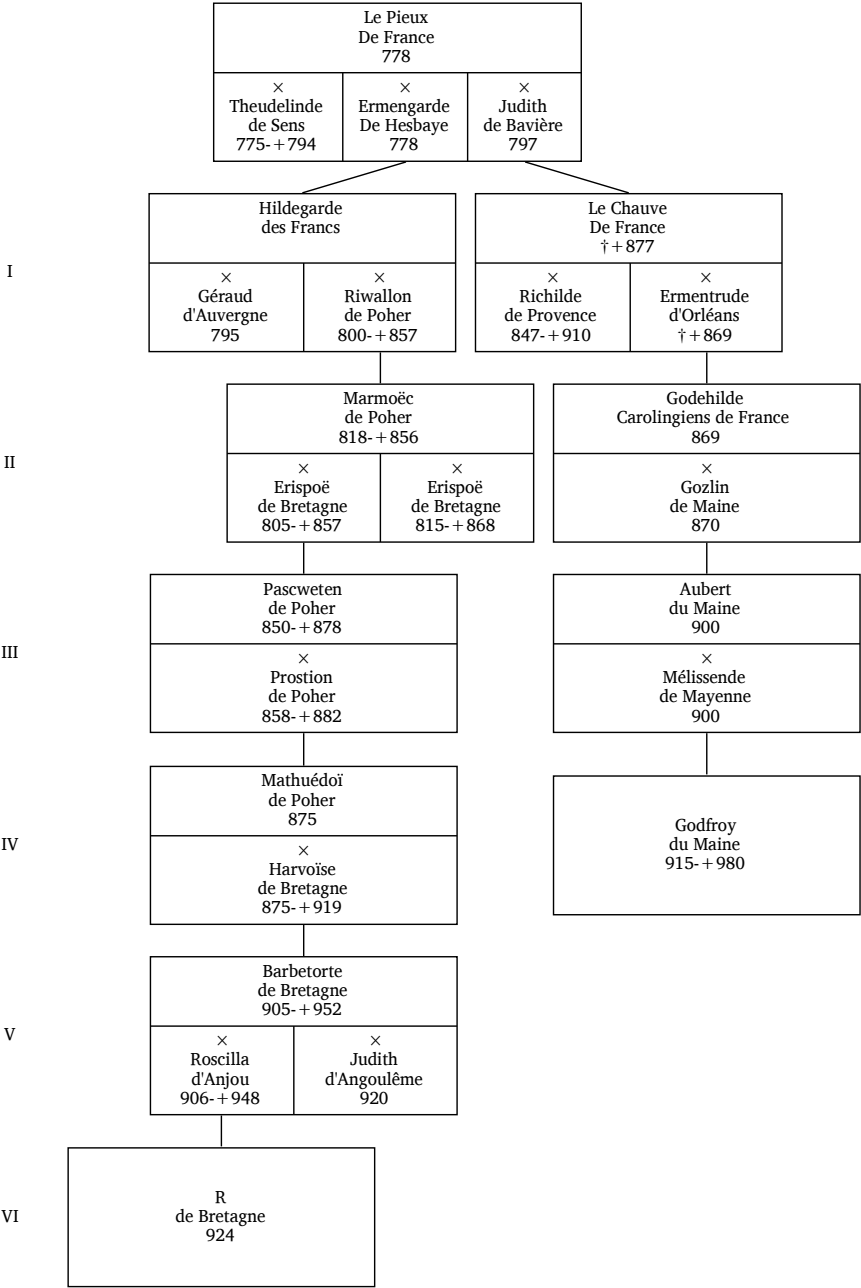 Le Pieux
De France
778
×
Theudelinde
de Sens
775-+794
×
Ermengarde
De Hesbaye
778
×
Judith
de Bavière
797
I
Hildegarde
des Francs
×
Géraud
d'Auvergne
795
×
Riwallon
de Poher
800-+857
Le Chauve
De France
†+877
×
Richilde
de Provence
847-+910
×
Ermentrude
d'Orléans
†+869
II
Marmoëc
de Poher
818-+856
×
Erispoë
de Bretagne
805-+857
×
Erispoë
de Bretagne
815-+868
Godehilde
Carolingiens de France
869
×
Gozlin
de Maine
870
III
Pascweten
de Poher
850-+878
×
Prostion
de Poher
858-+882
Aubert
du Maine
900
×
Mélissende
de Mayenne
900
IV
Mathuédoï
de Poher
875
×
Harvoïse
de Bretagne
875-+919
Godfroy
du Maine
915-+980
V
Barbetorte
de Bretagne
905-+952
×
Roscilla
d'Anjou
906-+948
×
Judith
d'Angoulême
920
VI
R
de Bretagne
924